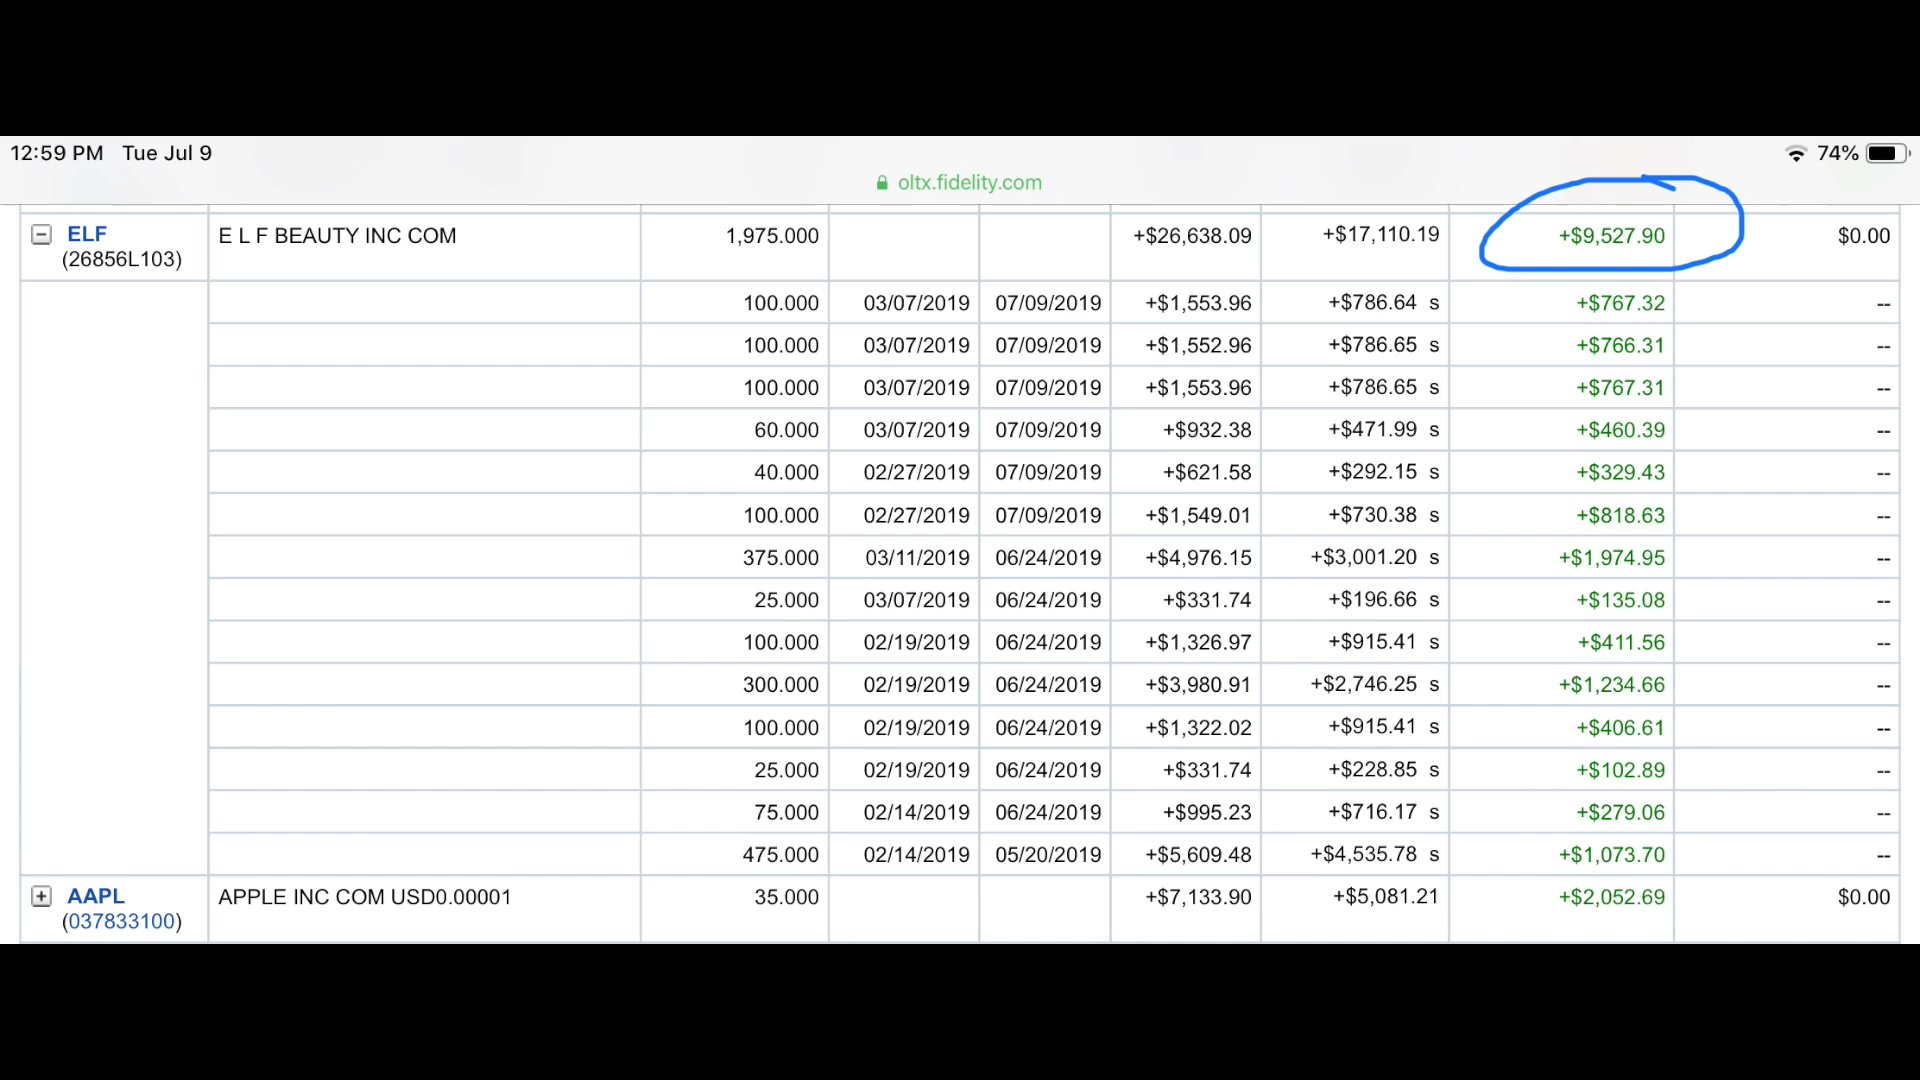 12:59 PM Tue Jul 9 74%
oltx.fidelity.com
ELF E L F BEAUTY INC COM 1,975.000 +$26,638.09 +$17,110.19 +$9,527.90 $0.00
(26856L103)
100.000 03/07/2019 07/09/2019 +$1,553.96 +$786.64 s +$767.32 --
100.000 03/07/2019 07/09/2019 +$1,552.96 +$786.65 s +$766.31 --
100.000 03/07/2019 07/09/2019 +$1,553.96 +$786.65 s +$767.31 --
60.000 03/07/2019 07/09/2019 +$932.38 +$471.99 s +$460.39 --
40.000 02/27/2019 07/09/2019 +$621.58 +$292.15 s +$329.43 --
100.000 02/27/2019 07/09/2019 +$1,549.01 +$730.38 s +$818.63 --
375.000 03/11/2019 06/24/2019 +$4,976.15 +$3,001.20 s +$1,974.95 --
25.000 03/07/2019 06/24/2019 +$331.74 +$196.66 s +$135.08 --
100.000 02/19/2019 06/24/2019 +$1,326.97 +$915.41 s +$411.56 --
300.000 02/19/2019 06/24/2019 +$3,980.91 +$2,746.25 s +$1,234.66 --
100.000 02/19/2019 06/24/2019 +$1,322.02 +$915.41 s +$406.61 --
25.000 02/19/2019 06/24/2019 +$331.74 +$228.85 s +$102.89 --
75.000 02/14/2019 06/24/2019 +$995.23 +$716.17 s +$279.06 --
475.000 02/14/2019 05/20/2019 +$5,609.48 +$4,535.78 s +$1,073.70 --
AAPL APPLE INC COM USD0.00001 35.000 +$7,133.90 +$5,081.21 +$2,052.69 $0.00
(037833100)